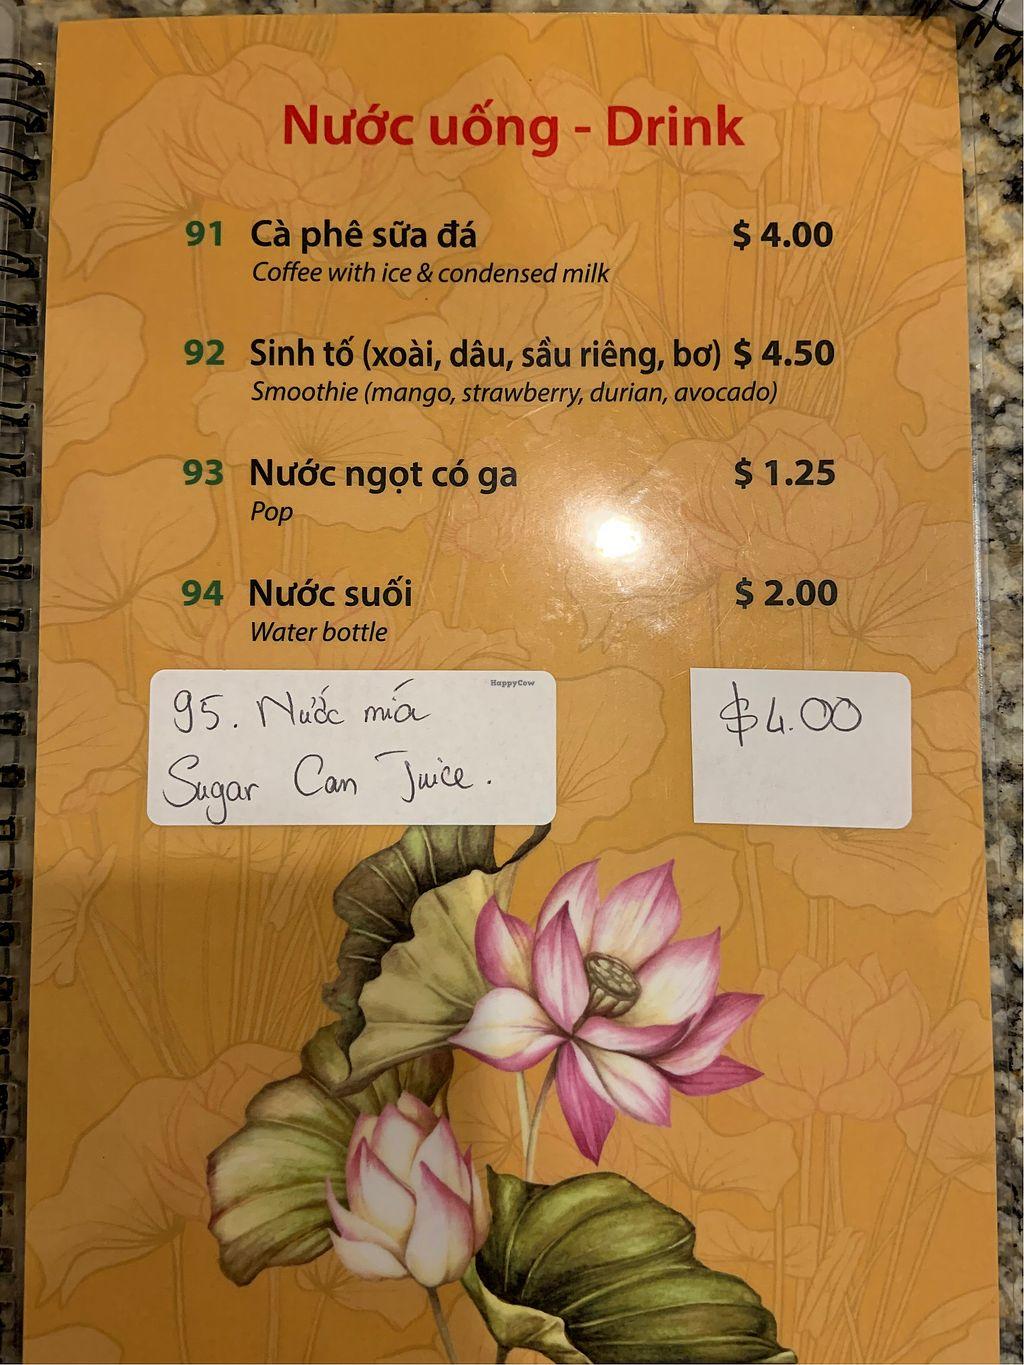 Nước uống - Drink
91 Cà phê sữa đá $ 4.00
Coffee with ice & condensed milk
92 Sinh tố (xoài, dâu, sầu riêng, bơ) $ 4.50
Smoothie (mango, strawberry, durian, avocado)
93 Nước ngọt có ga $ 1.25
Pop
94 Nước suối $ 2.00
Water bottle
HappyCow
95. Nước mía $4.00
Sugar Can Juice.